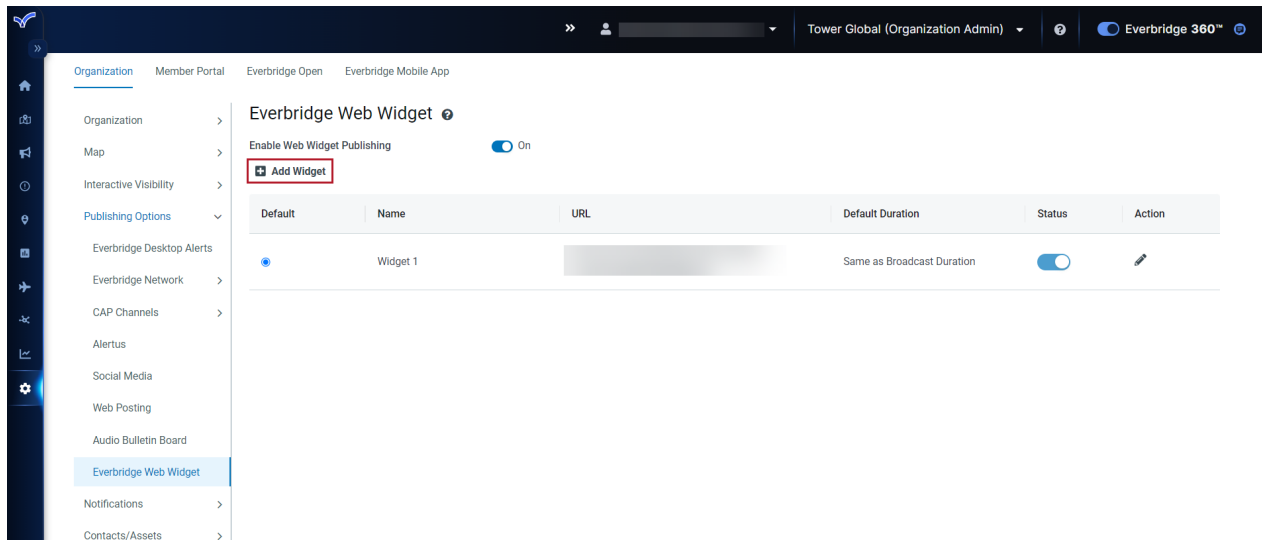 Tower Global (Organization Admin)
Everbridge 360™
Organization Member Portal Everbridge Open Everbridge Mobile App
Organization
Map
Interactive Visibility
Publishing Options
Everbridge Desktop Alerts
Everbridge Network
CAP Channels
Alertus
Social Media
Web Posting
Audio Bulletin Board
Everbridge Web Widget
Notifications
Contacts/Assets
Everbridge Web Widget
Enable Web Widget Publishing On
Add Widget
Default Name URL Default Duration Status Action
Widget 1 Same as Broadcast Duration